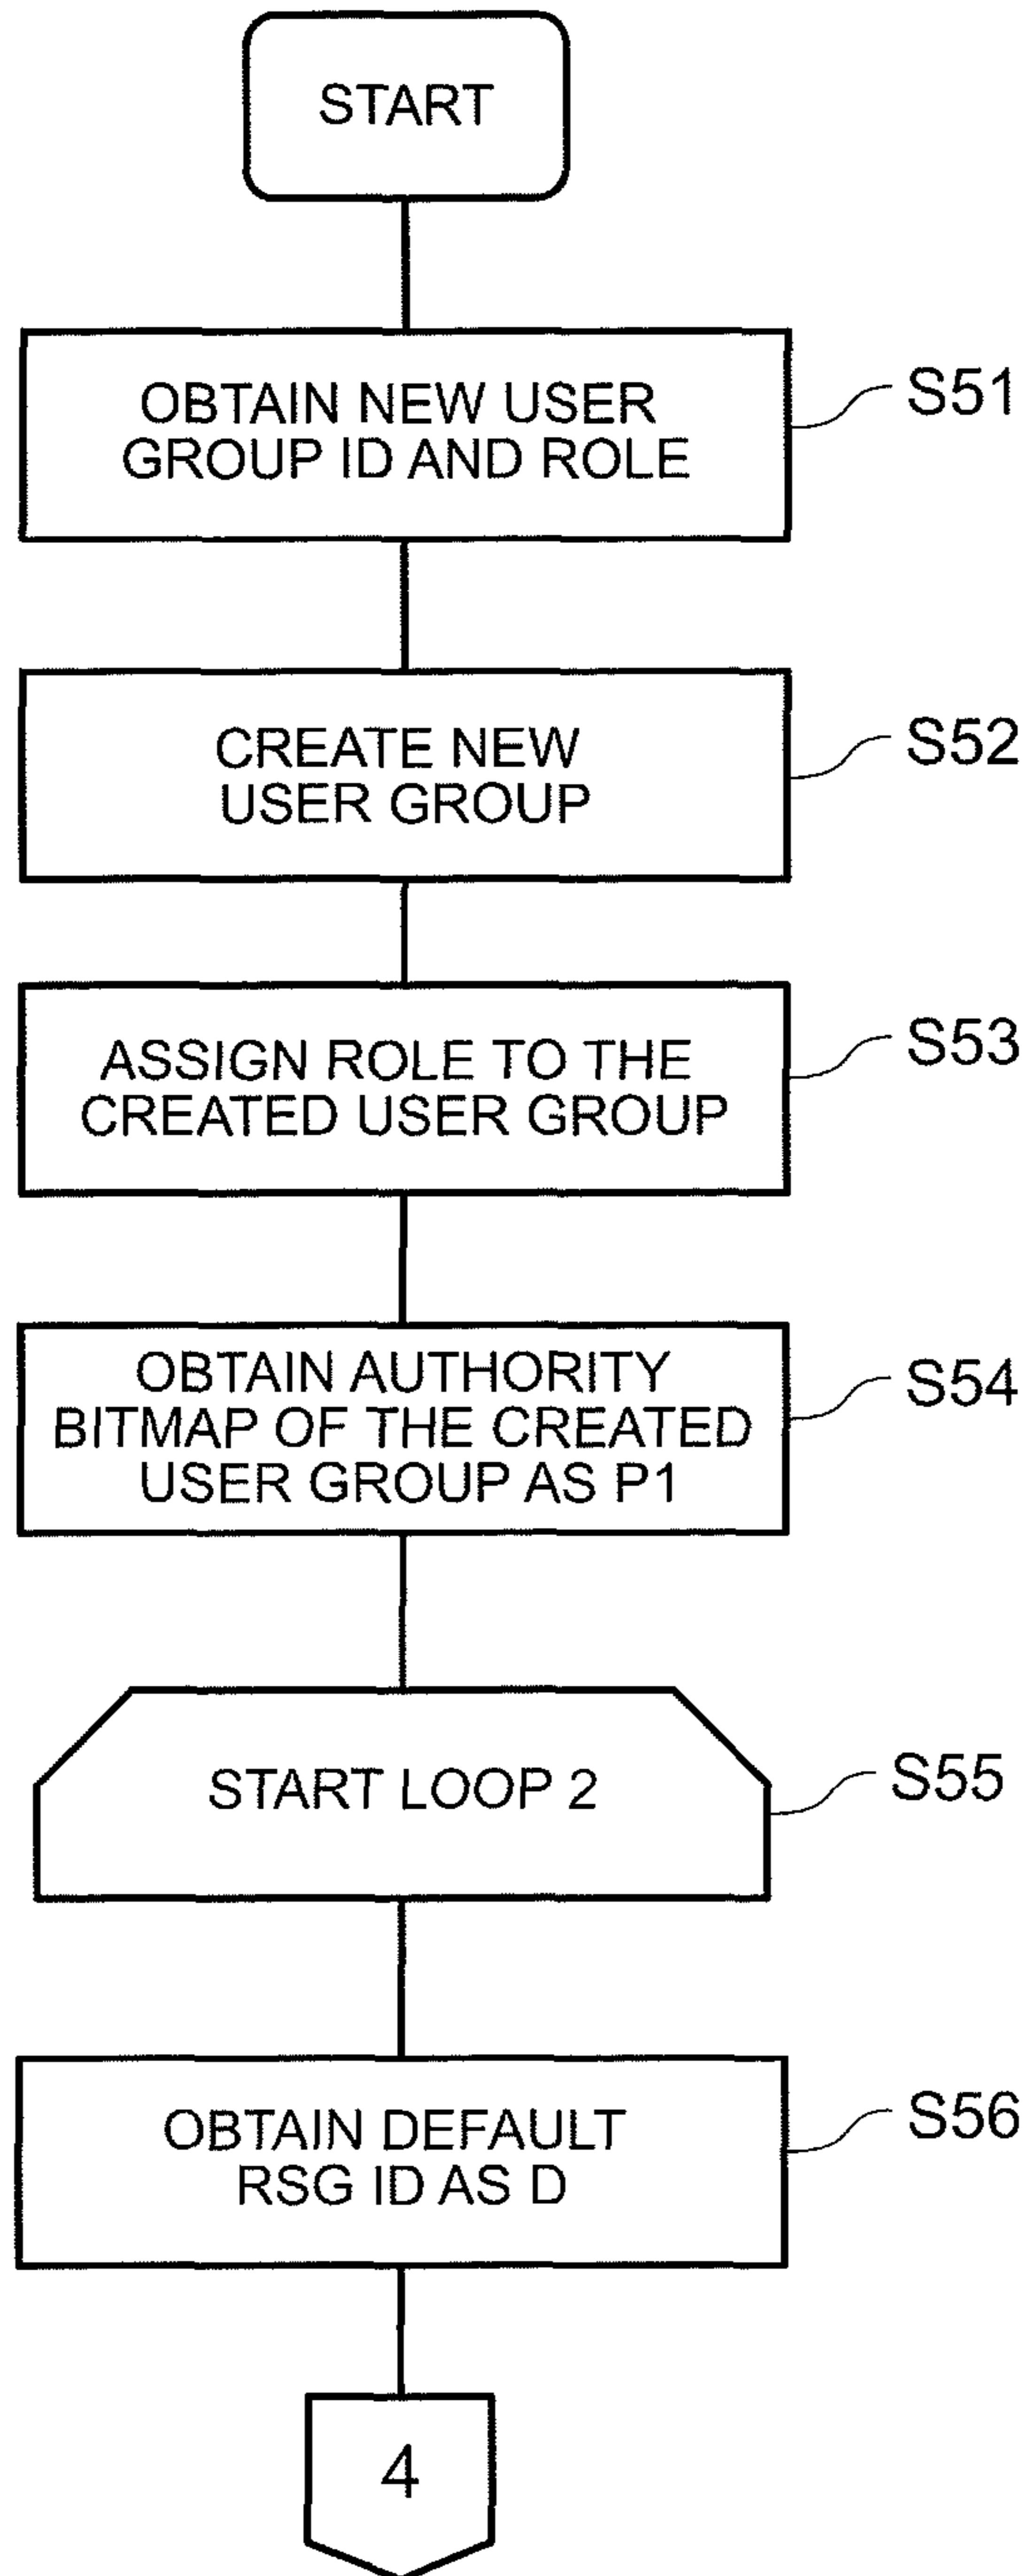 START
OBTAIN NEW USER
GROUP ID AND ROLE
S51
CREATE NEW
USER GROUP
S52
ASSIGN ROLE TO THE
CREATED USER GROUP
S53
OBTAIN AUTHORITY
BITMAP OF THE CREATED
USER GROUP AS P1
S54
START LOOP 2
S55
OBTAIN DEFAULT
RSG ID AS D
S56
4